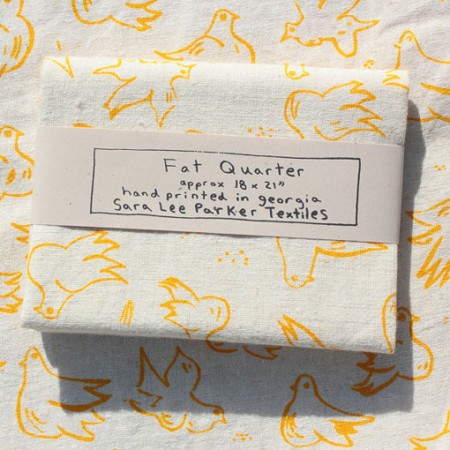 Fat Quarter
approx 18 x 21"
hand printed in georgia
Sara Lee Parker Textiles